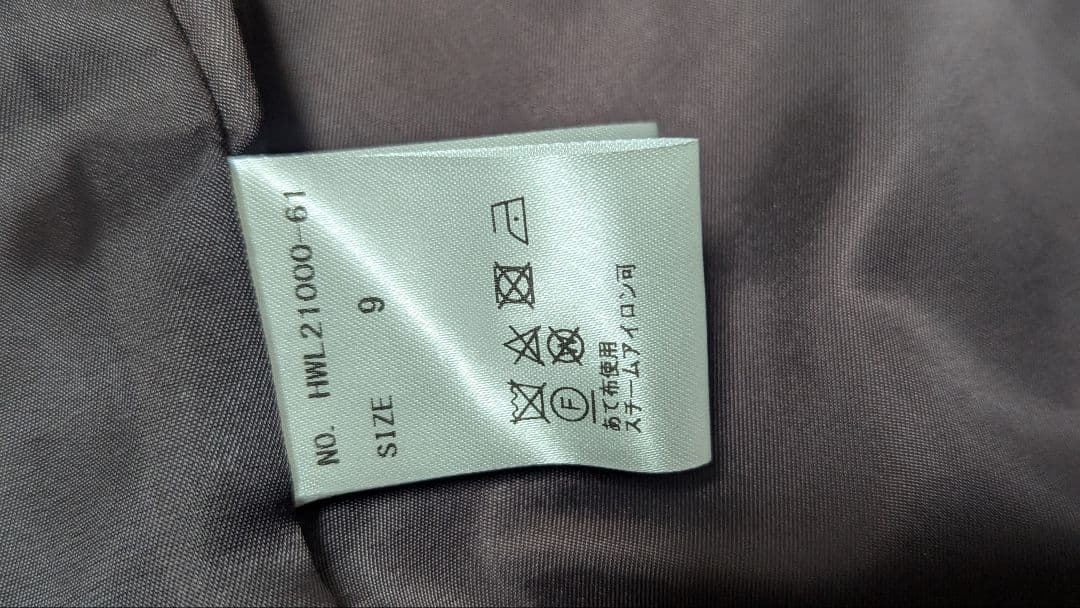 NO. HWL21000-61
SIZE 9
F
W
あて布使用
スチームアイロン可